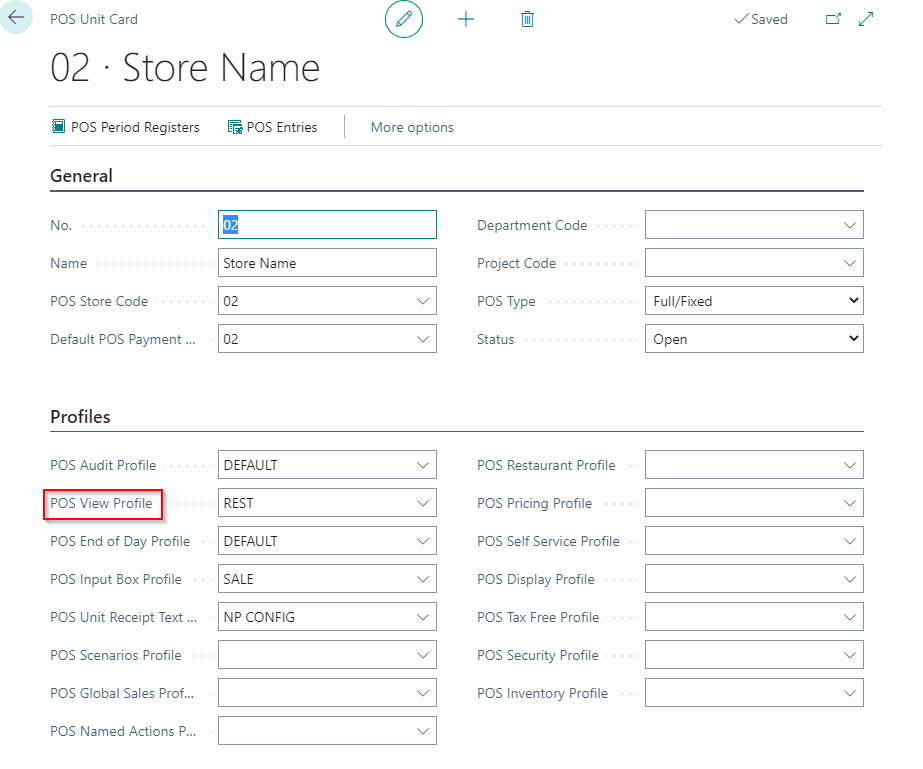 POS Unit Card
Saved
02 · Store Name
POS Period Registers
POS Entries
More options
General
No.
02
Name
Store Name
POS Store Code
02
Default POS Payment ...
02
Department Code
Project Code
POS Type
Full/Fixed
Status
Open
Profiles
POS Audit Profile
DEFAULT
POS View Profile
REST
POS End of Day Profile
DEFAULT
POS Input Box Profile
SALE
POS Unit Receipt Text ...
NP CONFIG
POS Scenarios Profile
POS Global Sales Prof...
POS Named Actions P...
POS Restaurant Profile
POS Pricing Profile
POS Self Service Profile
POS Display Profile
POS Tax Free Profile
POS Security Profile
POS Inventory Profile